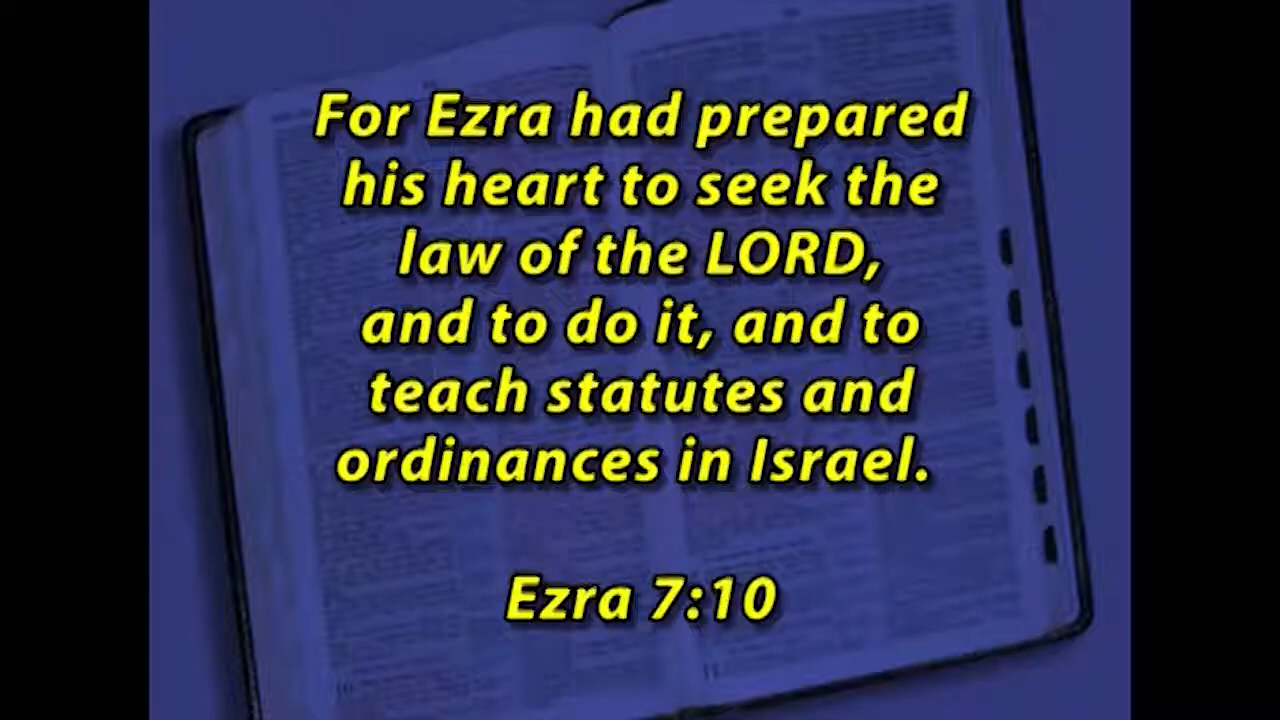 For Ezra had prepared
his heart to seek the
law of the LORD,
and to do it, and to
teach statutes and
ordinances in Israel.
Ezra 7:10